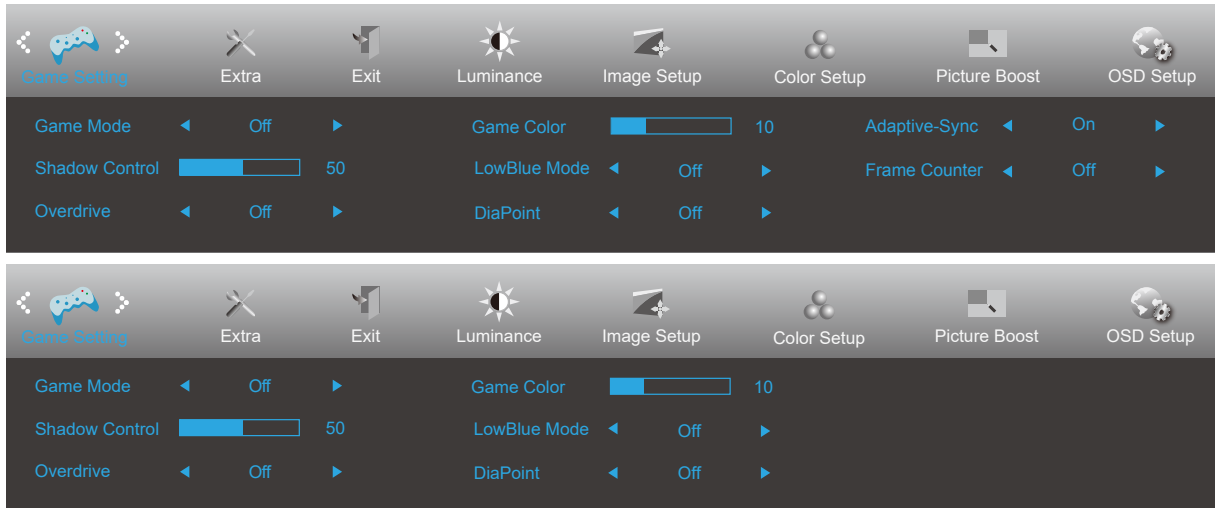 Game Setting Extra Exit Luminance Image Setup Color Setup Picture Boost OSD Setup
Game Mode Off Game Color 10 Adaptive-Sync On
Shadow Control 50 LowBlue Mode Off Frame Counter Off
Overdrive Off DiaPoint Off
Game Setting Extra Exit Luminance Image Setup Color Setup Picture Boost OSD Setup
Game Mode Off Game Color 10
Shadow Control 50 LowBlue Mode Off
Overdrive Off DiaPoint Off